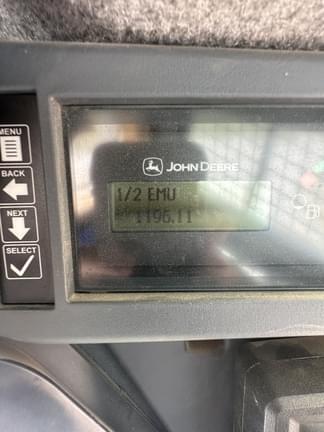 MENU
BACK
NEXT
SELECT
JOHN DEERE
1/2 EMU
1196.11